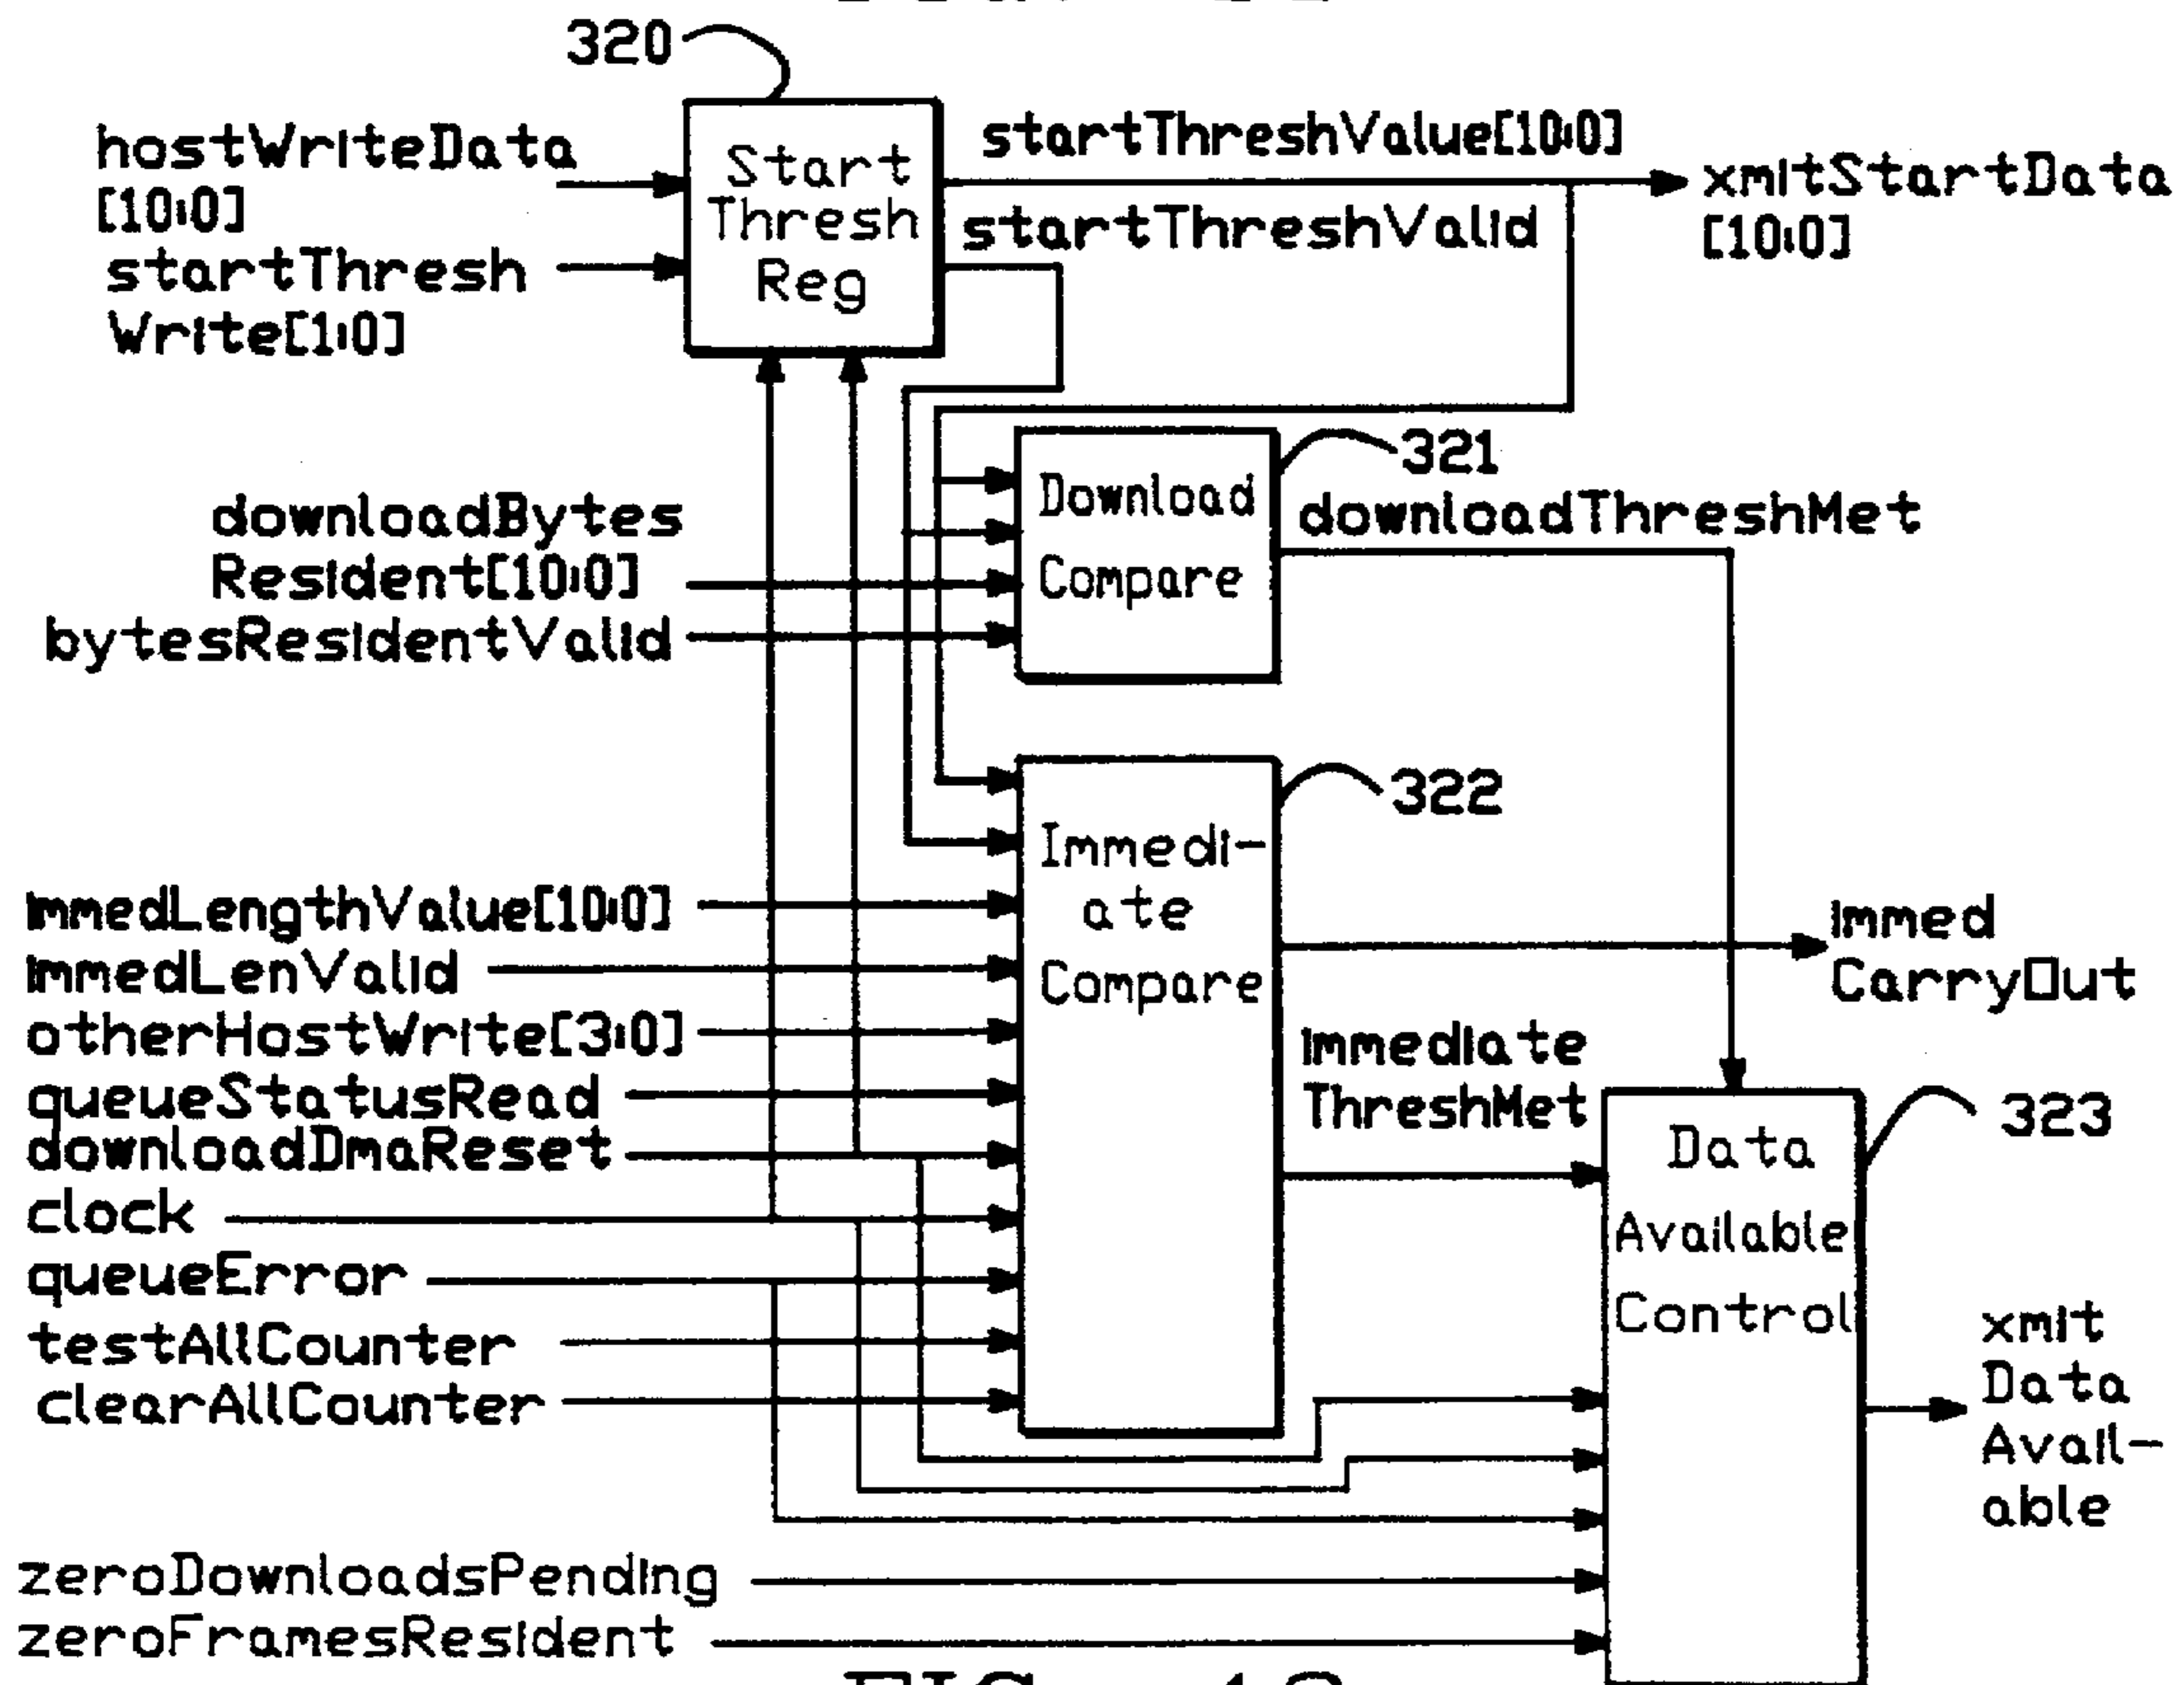 320
hostWriteData
[10:0]
startThresh
Write[1:0]
Start
Thresh
Reg
startThreshValue[10:0]
startThreshValid
xmitStartData
[10:0]
downloadBytes
Resident[10:0]
bytesResidentValid
Download
Compare
321
downloadThreshMet
322
Immedi-
ate
Compare
immedLengthValue[10:0]
immedLenValid
otherHostWrite[3:0]
queueStatusRead
downloadDmaReset
clock
queueError
testAllCounter
clearAllCounter
Immed
CarryOut
Immediate
ThreshMet
323
Data
Available
Control
xmit
Data
Avail-
able
zeroDownloadsPending
zeroFramesResident